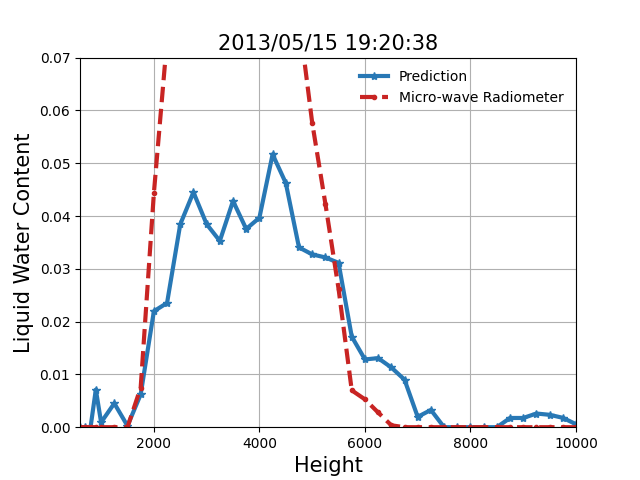 2013/05/15 19:20:38
Prediction
Micro-wave Radiometer
Liquid Water Content
0.07
0.06
0.05
0.04
0.03
0.02
0.01
0.00
2000 4000 6000 8000 10000
Height